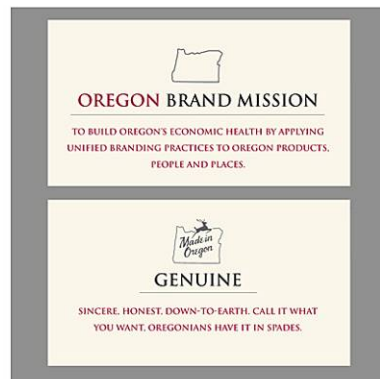 OREGON BRAND MISSION
TO BUILD OREGON'S ECONOMIC HEALTH BY APPLYING
UNIFIED BRANDING PRACTICES TO OREGON PRODUCTS,
PEOPLE AND PLACES.
Made in
Oregon
GENUINE
SINCERE, HONEST, DOWN-TO-EARTH. CALL IT WHAT
YOU WANT, OREGONIANS HAVE IT IN SPADES.